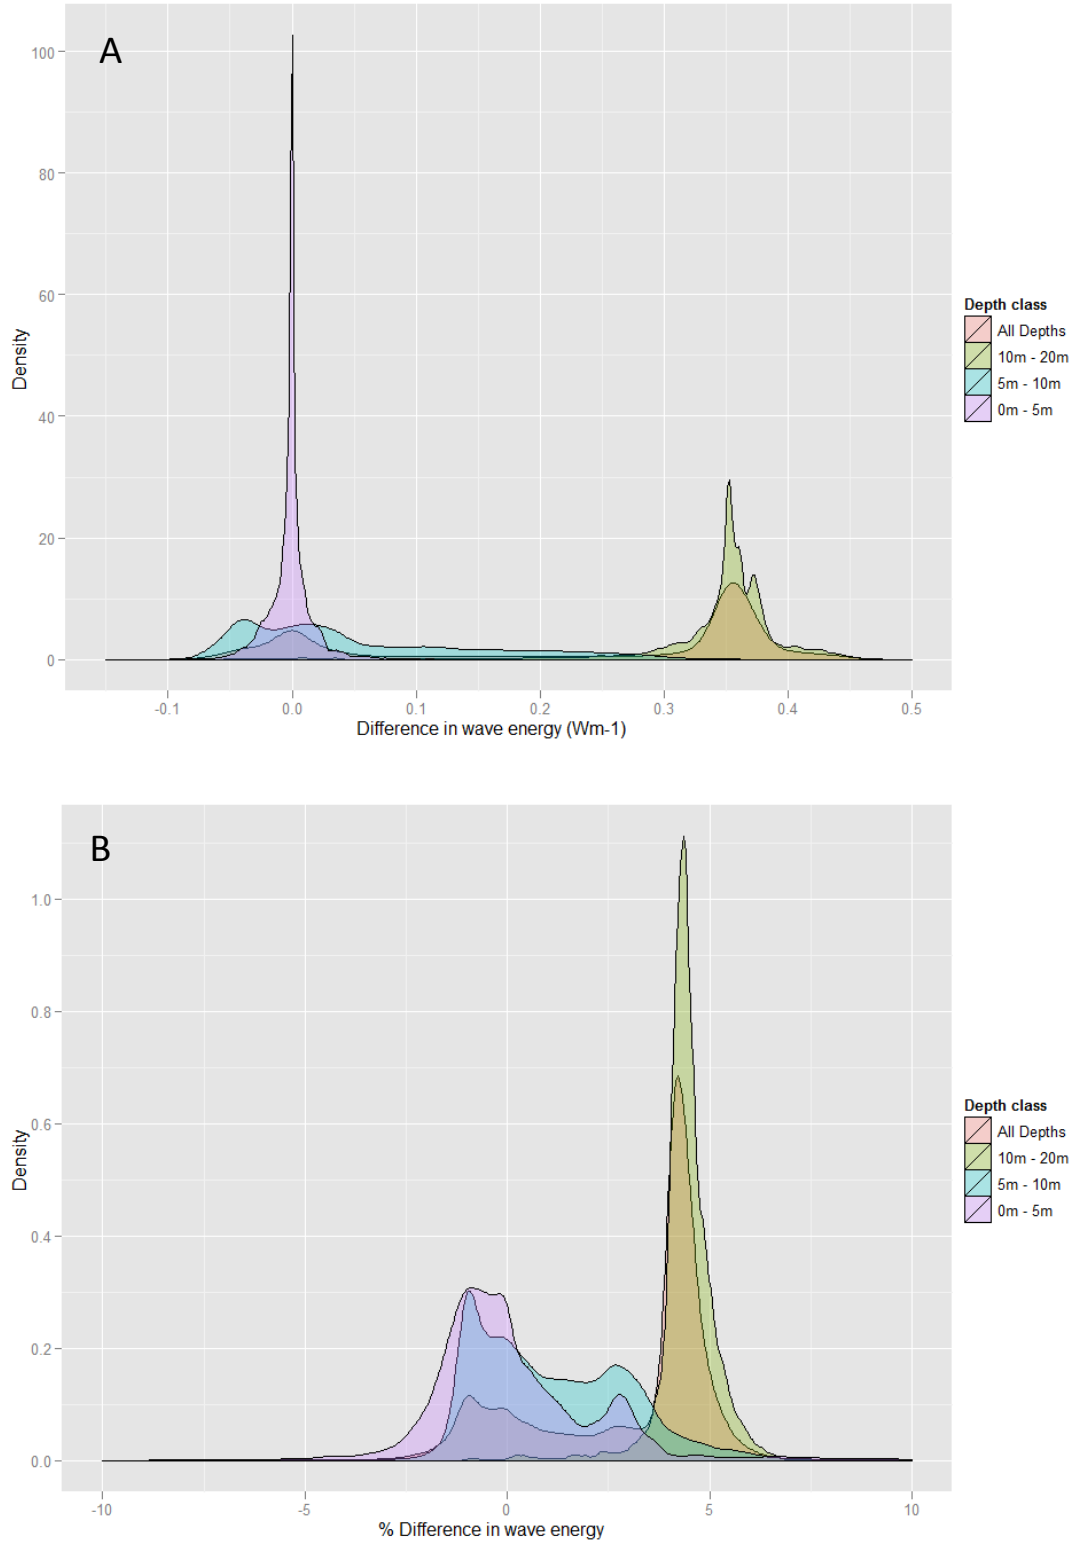 A
100
80
60
40
20
0
Density
-0.1 0.0 0.1 0.2 0.3 0.4 0.5
Difference in wave energy (Wm-1)
Depth class
All Depths
10m - 20m
5m - 10m
0m - 5m
B
1.0
0.8
0.6
0.4
0.2
0.0
Density
-10 -5 0 5 10
% Difference in wave energy
Depth class
All Depths
10m - 20m
5m - 10m
0m - 5m